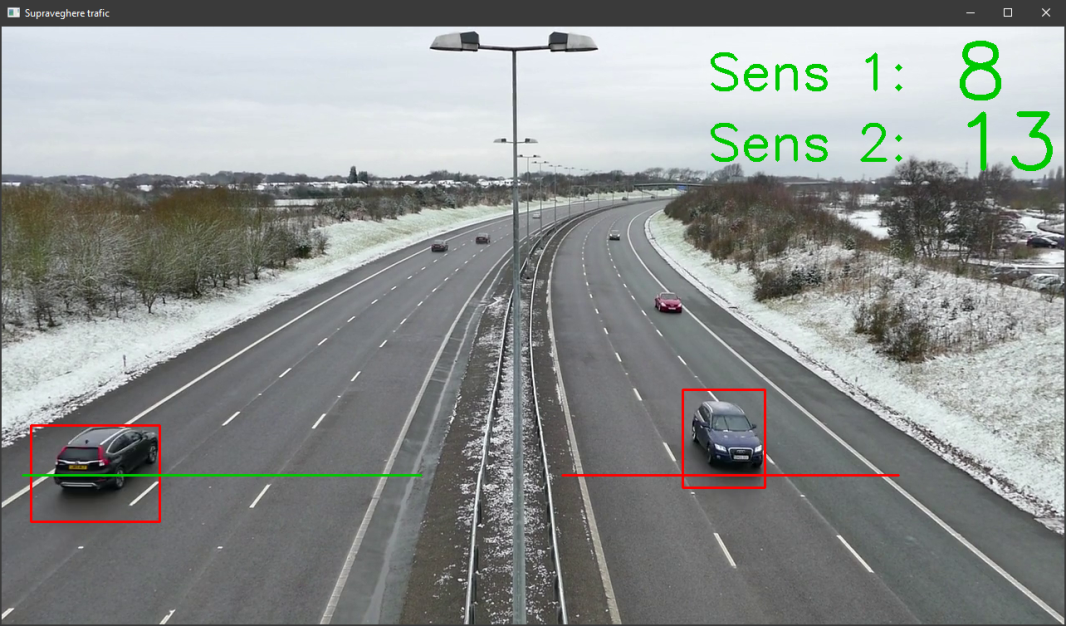 Supraveghere trafic
Sens 1: 8
Sens 2: 13